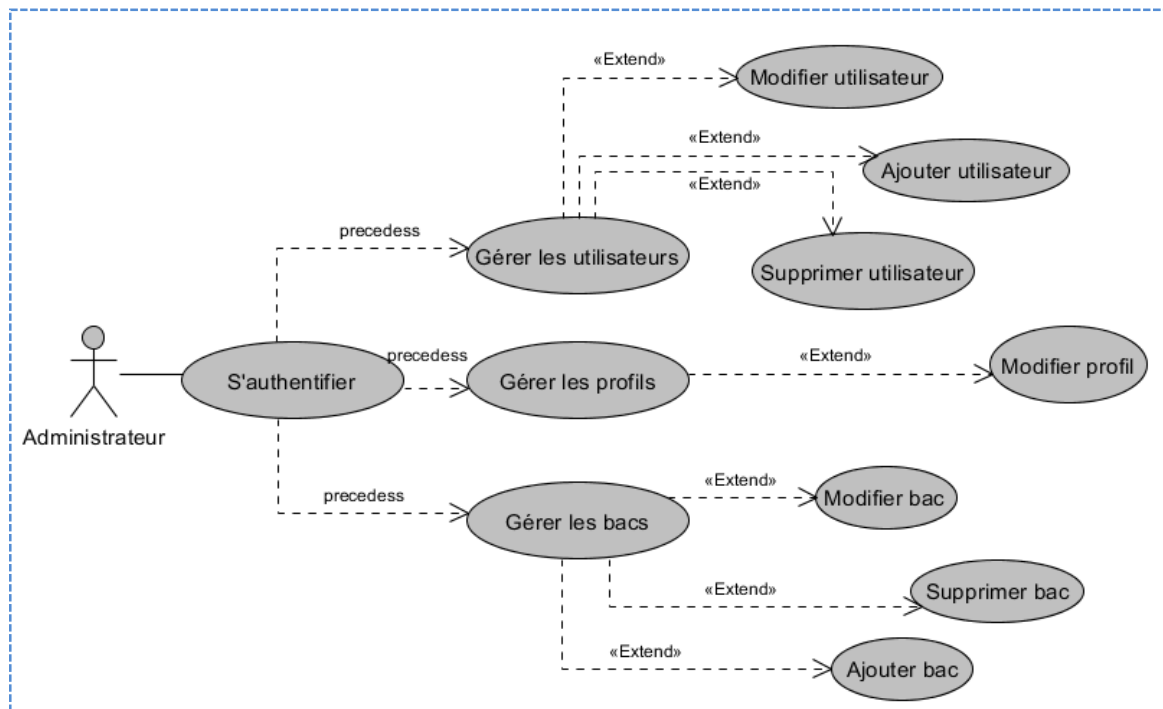 «Extend»
Modifier utilisateur
«Extend»
Ajouter utilisateur
«Extend»
precedess
Gérer les utilisateurs
Supprimer utilisateur
precedess
«Extend»
Modifier profil
S'authentifier
Gérer les profils
Administrateur
«Extend»
Modifier bac
precedess
Gérer les bacs
«Extend»
Supprimer bac
«Extend»
Ajouter bac